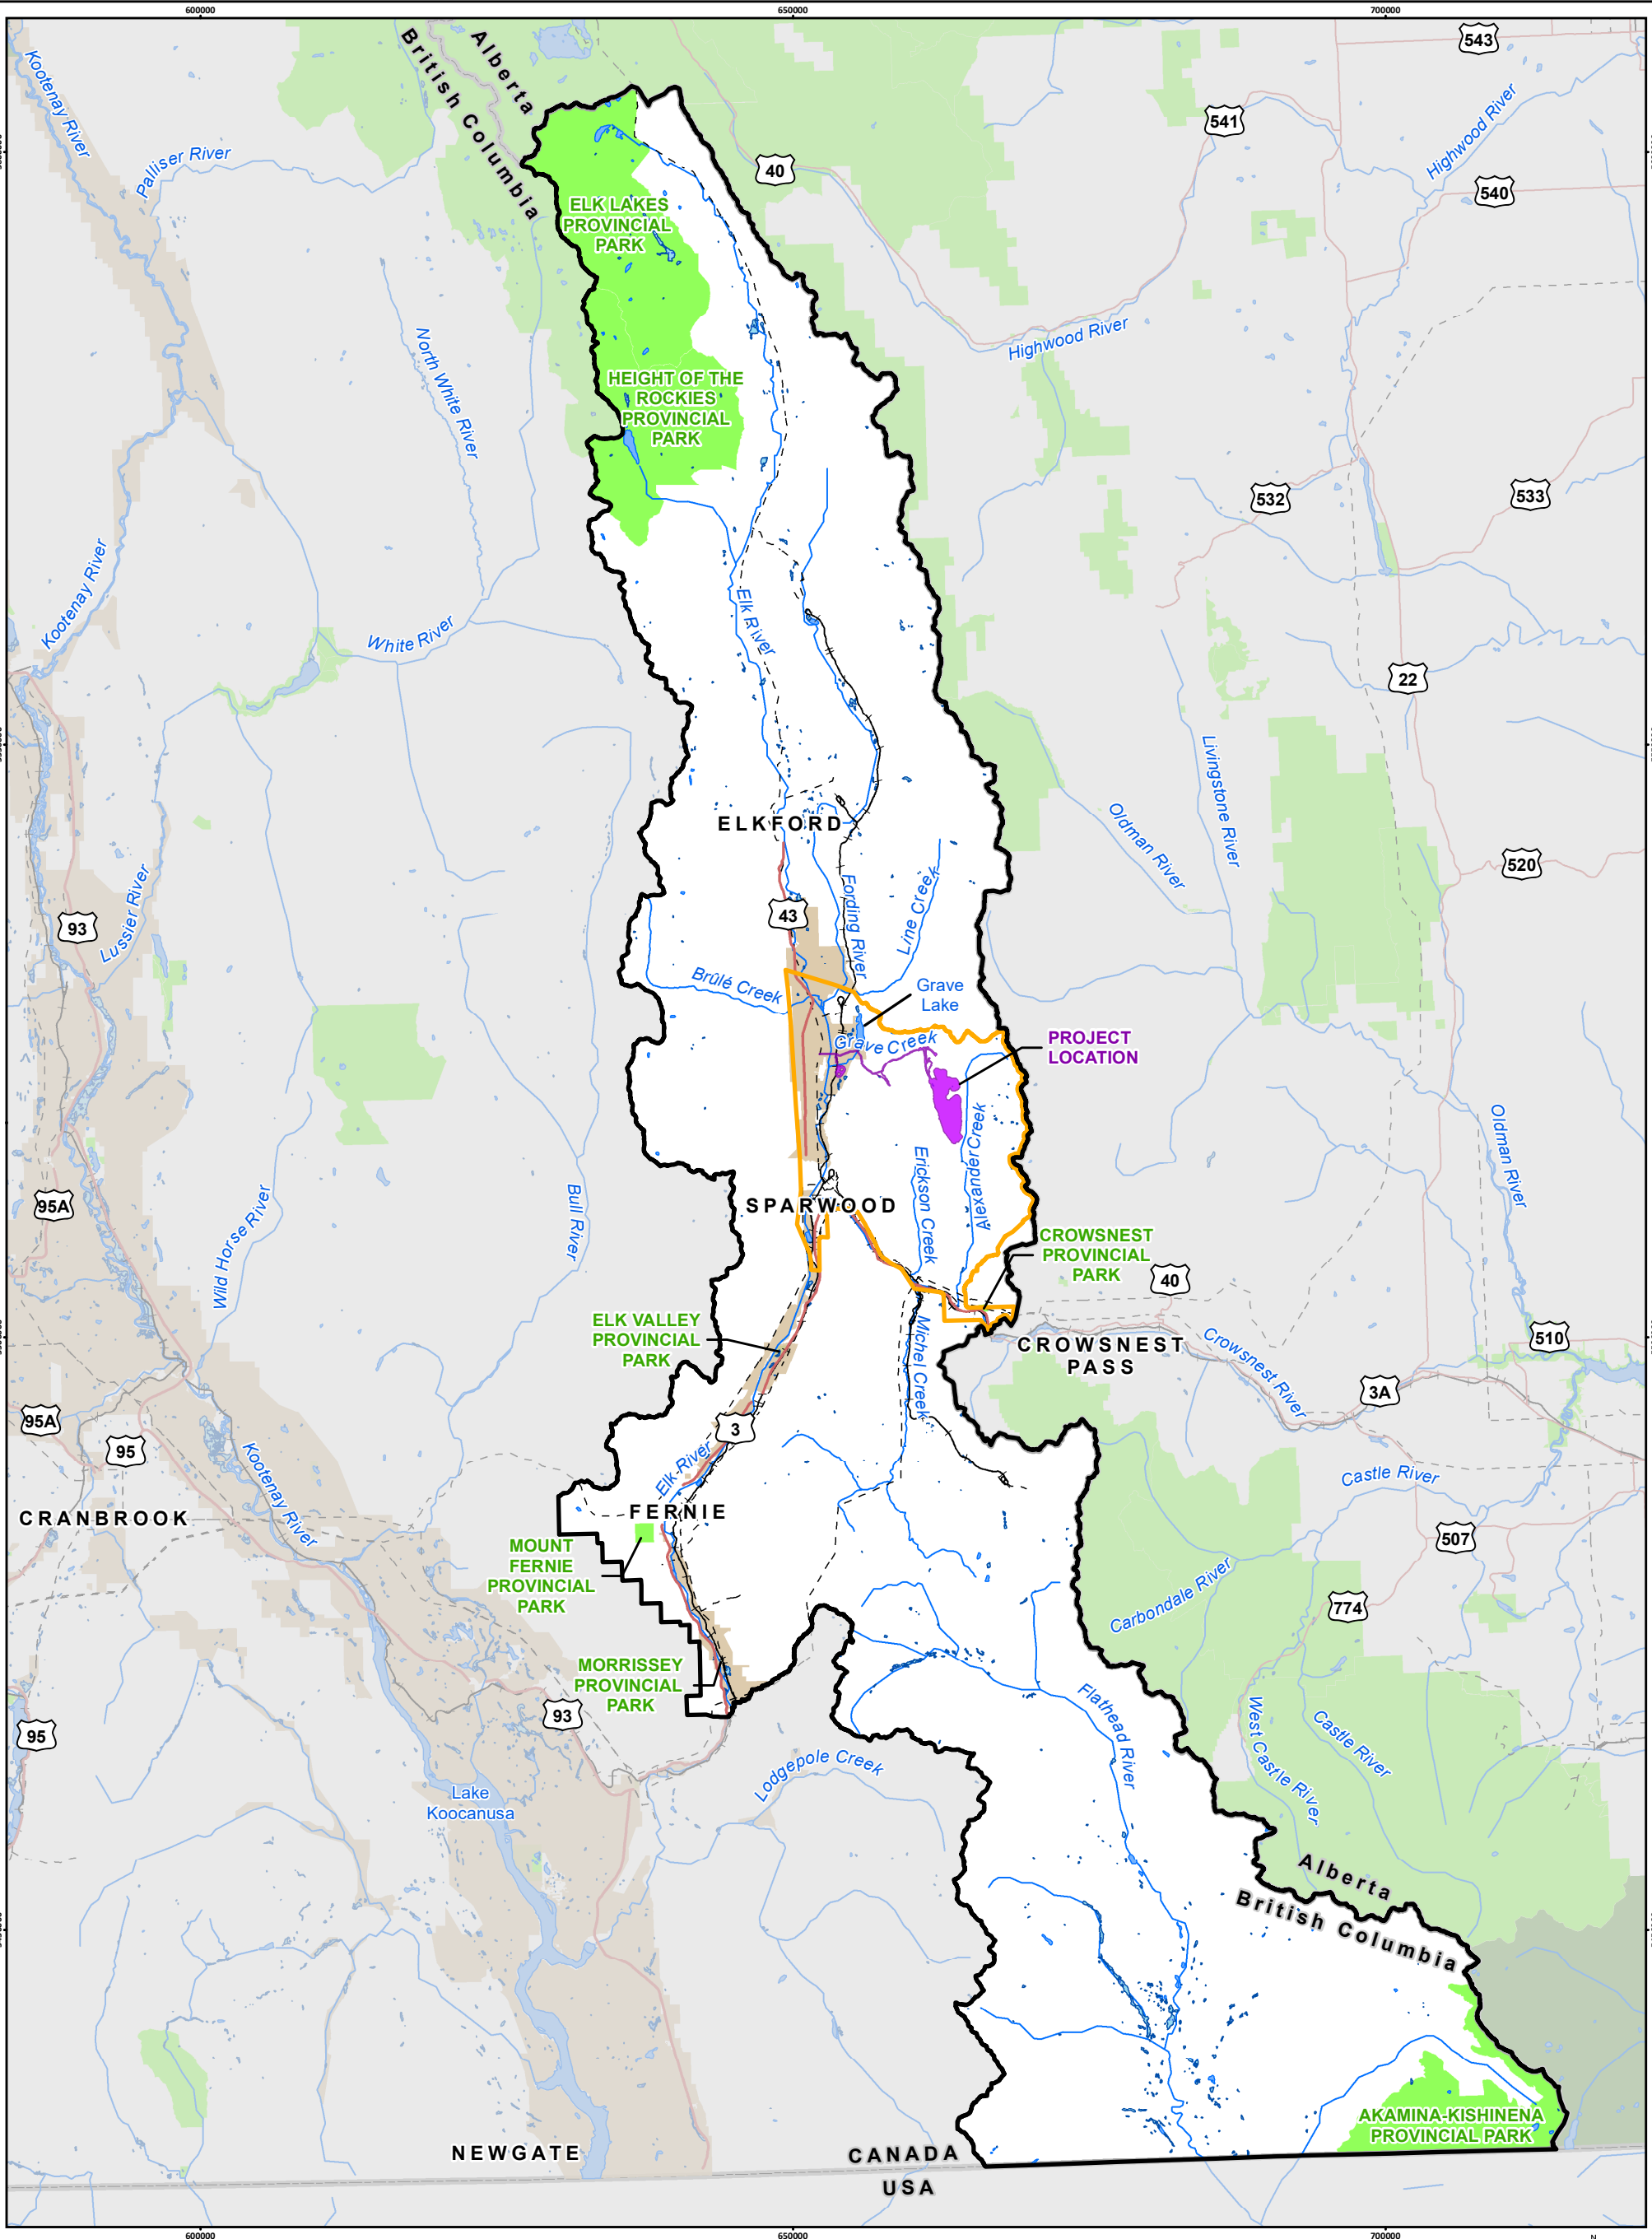 600000
650000
700000
543
Alberta
British Columbia
Kootenay River
541
Highwood River
Palliser River
40
540
ELK LAKES
PROVINCIAL
PARK
North White River
Highwood River
HEIGHT OF THE
ROCKIES
PROVINCIAL
PARK
532
533
Kootenay River
Elk River
White River
22
Livingstone River
Oldman River
ELKFORD
520
Lussier River
93
43
Fording River
Line Creek
Brûlé Creek
Grave
Lake
Grave Creek
PROJECT
LOCATION
Oldman River
Alexander Creek
Erickson Creek
95A
Wild Horse River
Bull River
SPARWOOD
CROWSNEST
PROVINCIAL
PARK
40
ELK VALLEY
PROVINCIAL
PARK
Michel Creek
CROWSNEST
PASS
510
Crowsnest River
3A
95A
95
3
Kootenay River
Elk River
Castle River
CRANBROOK
FERNIE
507
MOUNT
FERNIE
PROVINCIAL
PARK
Carbondale River
774
MORRISSEY
PROVINCIAL
PARK
93
95
Flathead River
West Castle River
Castle River
Lodgepole Creek
Lake
Koocanusa
Alberta
British Columbia
AKAMINA-KISHINENA
PROVINCIAL PARK
NEWGATE
CANADA
USA
600000
650000
700000